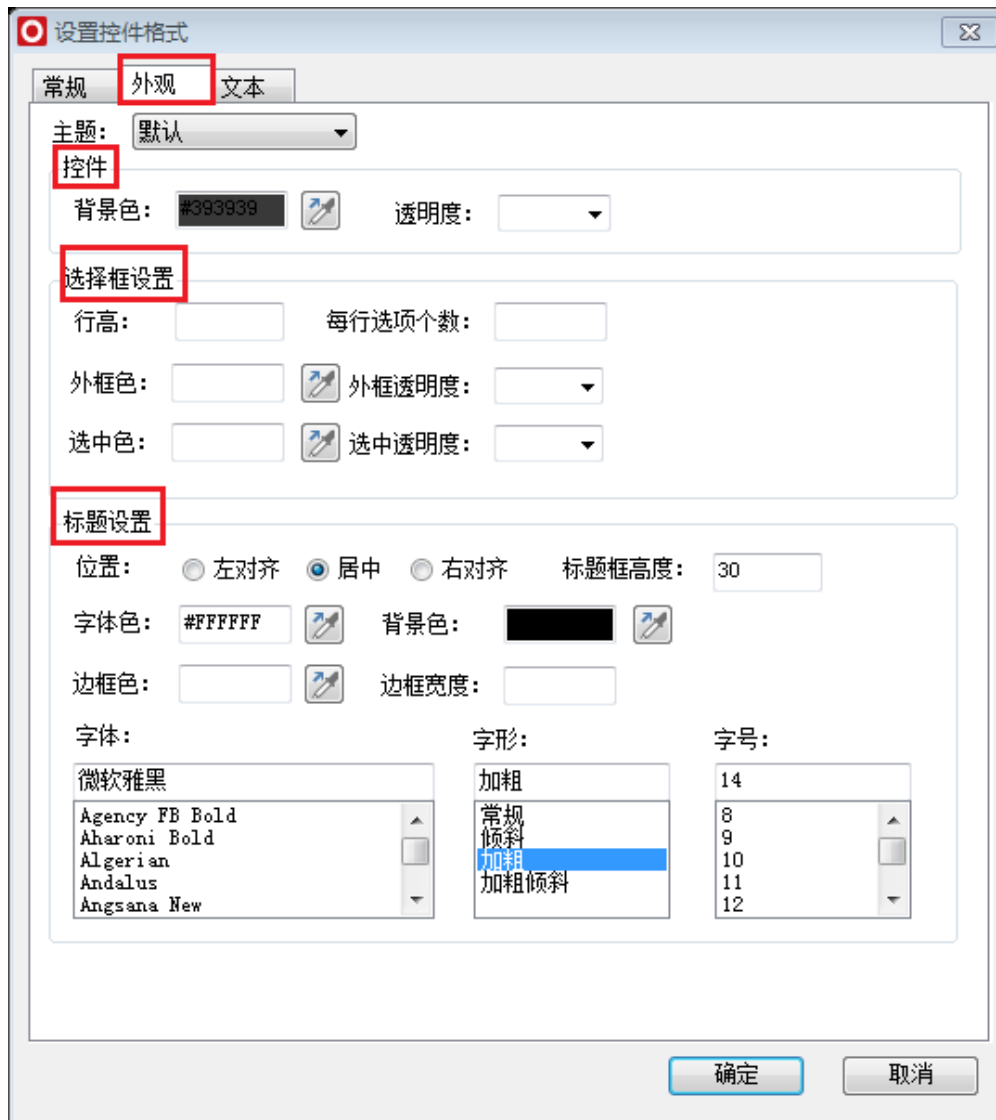 设置控件格式
常规 外观 文本
主题: 默认
控件
背景色: #393939 透明度:
选择框设置
行高: 每行选项个数:
外框色: 外框透明度:
选中色: 选中透明度:
标题设置
位置: 左对齐 居中 右对齐 标题框高度: 30
字体色: #FFFFFF 背景色:
边框色: 边框宽度:
字体: 字形: 字号:
微软雅黑 加粗 14
Agency FB Bold 常规 8
Aharoni Bold 倾斜 9
Algerian 加粗 10
Andalus 加粗倾斜 11
Angsana New 12
确定 取消